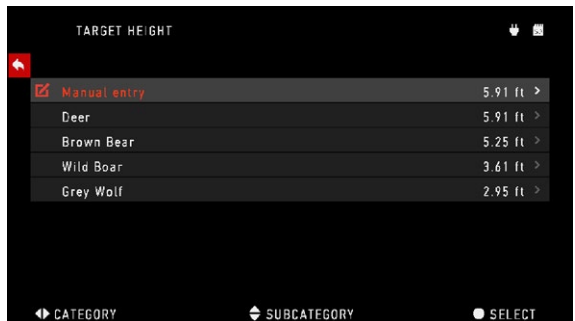 TARGET HEIGHT
Manual entry 5.91 ft
Deer 5.91 ft
Brown Bear 5.25 ft
Wild Boar 3.61 ft
Grey Wolf 2.95 ft
CATEGORY SUBCATEGORY SELECT